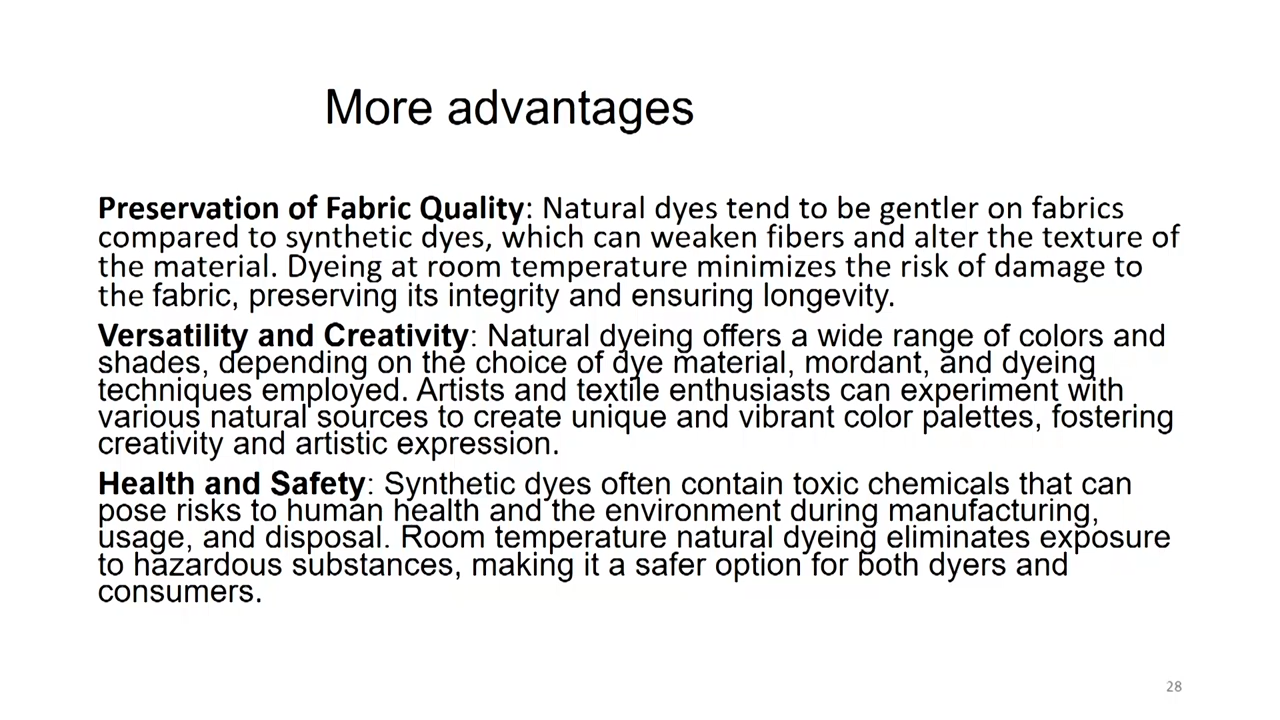 More advantages
Preservation of Fabric Quality: Natural dyes tend to be gentler on fabrics
compared to synthetic dyes, which can weaken fibers and alter the texture of
the material. Dyeing at room temperature minimizes the risk of damage to
the fabric, preserving its integrity and ensuring longevity.
Versatility and Creativity: Natural dyeing offers a wide range of colors and
shades, depending on the choice of dye material, mordant, and dyeing
techniques employed. Artists and textile enthusiasts can experiment with
various natural sources to create unique and vibrant color palettes, fostering
creativity and artistic expression.
Health and Safety: Synthetic dyes often contain toxic chemicals that can
pose risks to human health and the environment during manufacturing,
usage, and disposal. Room temperature natural dyeing eliminates exposure
to hazardous substances, making it a safer option for both dyers and
consumers.
28